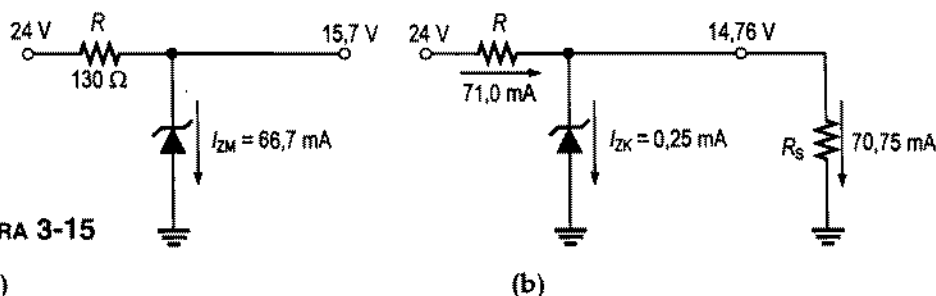 24 V R 15,7 V
130 Ω
I_ZM = 66,7 mA
24 V R 14,76 V
71,0 mA
I_ZK = 0,25 mA
R_S 70,75 mA
RA 3-15
)
(b)